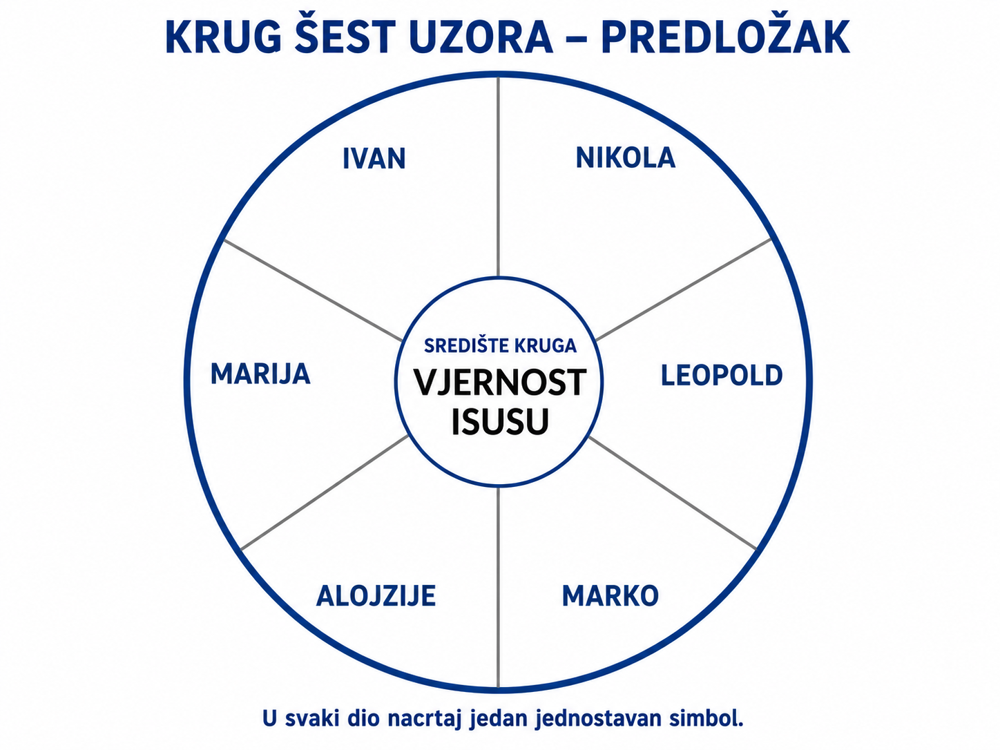 KRUG ŠEST UZORA – PREDLOŽAK
IVAN
NIKOLA
MARIJA
SREDIŠTE KRUGA
VJERNOST
ISUSU
LEOPOLD
ALOJZIJE
MARKO
U svaki dio nacrtaj jedan jednostavan simbol.